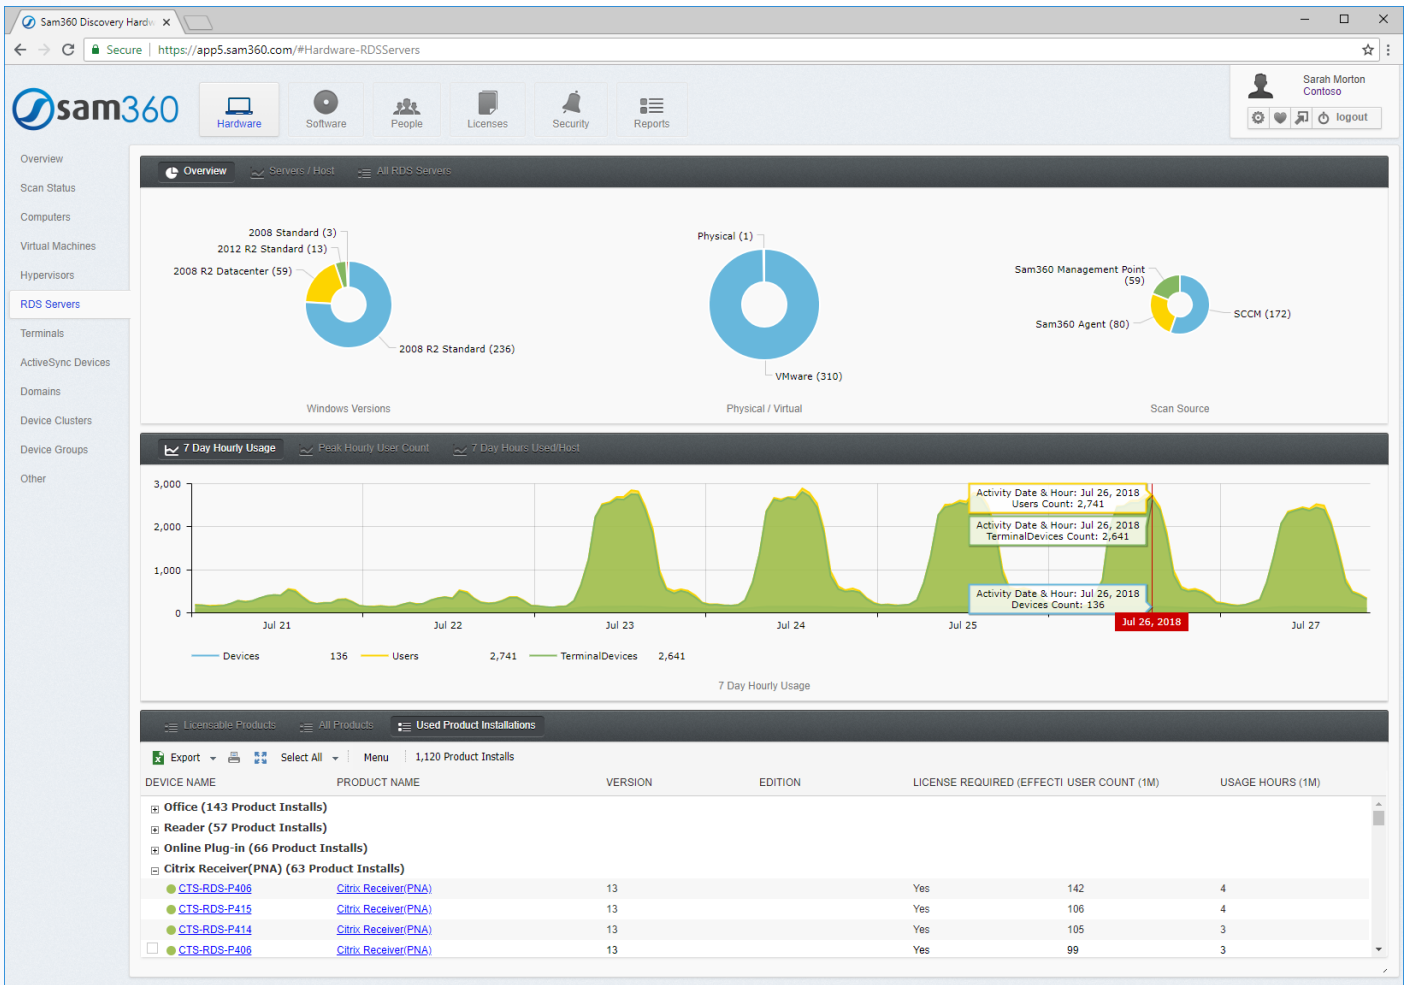 Sam360 Discovery Hardw
Secure | https://app5.sam360.com/#Hardware-RDSServers
sam360
Hardware
Software
People
Licenses
Security
Reports
Sarah Morton
Contoso
logout
Overview
Scan Status
Computers
Virtual Machines
Hypervisors
RDS Servers
Terminals
ActiveSync Devices
Domains
Device Clusters
Device Groups
Other
Overview Servers / Host All RDS Servers
2008 Standard (3)
2012 R2 Standard (13)
2008 R2 Datacenter (59)
2008 R2 Standard (236)
Windows Versions
Physical (1)
VMware (310)
Physical / Virtual
Sam360 Management Point
(59)
Sam360 Agent (80)
SCCM (172)
Scan Source
7 Day Hourly Usage Peak Hourly User Count 7 Day Hours Used/Host
3,000
2,000
1,000
0
Activity Date & Hour: Jul 26, 2018
Users Count: 2,741
Activity Date & Hour: Jul 26, 2018
TerminalDevices Count: 2,641
Activity Date & Hour: Jul 26, 2018
Devices Count: 136
Jul 21 Jul 22 Jul 23 Jul 24 Jul 25 Jul 26, 2018 Jul 27
Devices 136 Users 2,741 TerminalDevices 2,641
7 Day Hourly Usage
Licensable Products All Products Used Product Installations
Export Select All Menu 1,120 Product Installs
DEVICE NAME PRODUCT NAME VERSION EDITION LICENSE REQUIRED (EFFECTI USER COUNT (1M) USAGE HOURS (1M)
Office (143 Product Installs)
Reader (57 Product Installs)
Online Plug-in (66 Product Installs)
Citrix Receiver(PNA) (63 Product Installs)
CTS-RDS-P406 Citrix Receiver(PNA) 13 Yes 142 4
CTS-RDS-P415 Citrix Receiver(PNA) 13 Yes 106 4
CTS-RDS-P414 Citrix Receiver(PNA) 13 Yes 105 3
CTS-RDS-P406 Citrix Receiver(PNA) 13 Yes 99 3